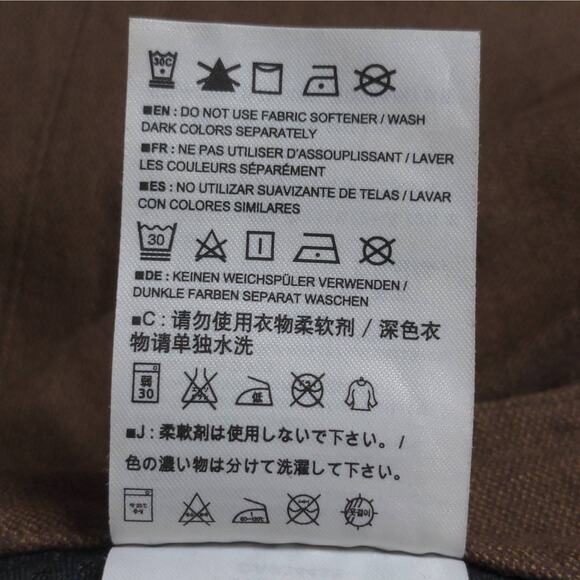 30C
■EN : DO NOT USE FABRIC SOFTENER / WASH
DARK COLORS SEPARATELY
■FR : NE PAS UTILISER D'ASSOUPLISSANT / LAVER
LES COULEURS SÉPARÉMENT
■ES : NO UTILIZAR SUAVIZANTE DE TELAS / LAVAR
CON COLORES SIMILARES
30
■DE : KEINEN WEICHSPÜLER VERWENDEN /
DUNKLE FARBEN SEPARAT WASCHEN
■C : 请勿使用衣物柔软剂 / 深色衣
物请单独水洗
弱
30
低
■J : 柔軟剤は使用しないで下さい。/
色の濃い物は分けて洗濯して下さい。